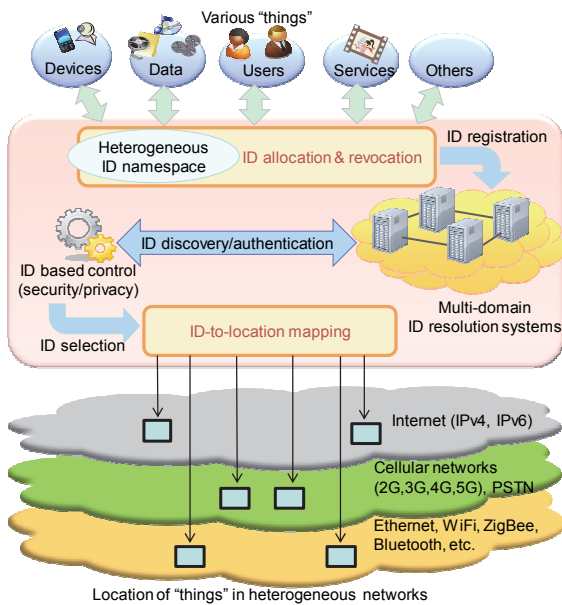 Various “things”
Devices
Data
Users
Services
Others
Heterogeneous
ID namespace
ID allocation & revocation
ID registration
ID discovery/authentication
ID based control
(security/privacy)
Multi-domain
ID resolution systems
ID selection
ID-to-location mapping
Internet (IPv4, IPv6)
Cellular networks
(2G,3G,4G,5G), PSTN
Ethernet, WiFi, ZigBee,
Bluetooth, etc.
Location of “things” in heterogeneous networks